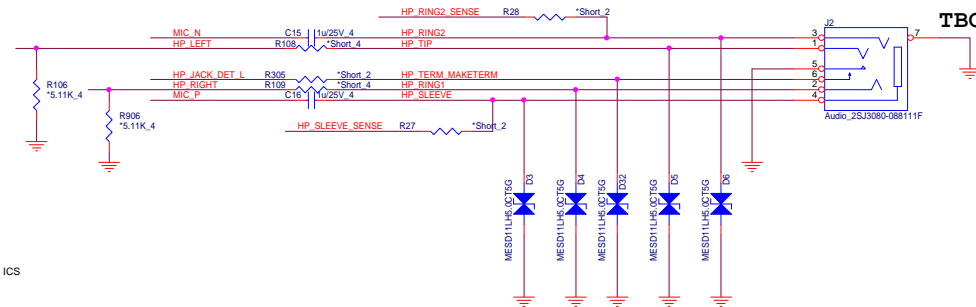 HP_RING2_SENSE R28 *Short_2
J2
TBC
MIC_N C15 1u/25V_4 HP_RING2 3 7
HP_LEFT R108 *Short_4 HP_TIP 1
5
HP_JACK_DET_L R305 *Short_2 HP_TERM_MAKETERM 6
HP_RIGHT R109 *Short_4 HP_RING1 2
MIC_P C16 1u/25V_4 HP_SLEEVE 4
R106
*5.11K_4
R906
*5.11K_4
HP_SLEEVE_SENSE R27 *Short_2
Audio_2SJ3080-088111F
MESD11LH5.0CT5G D3
MESD11LH5.0CT5G D4
MESD11LH5.0CT5G D32
MESD11LH5.0CT5G D5
MESD11LH5.0CT5G D6
ICS